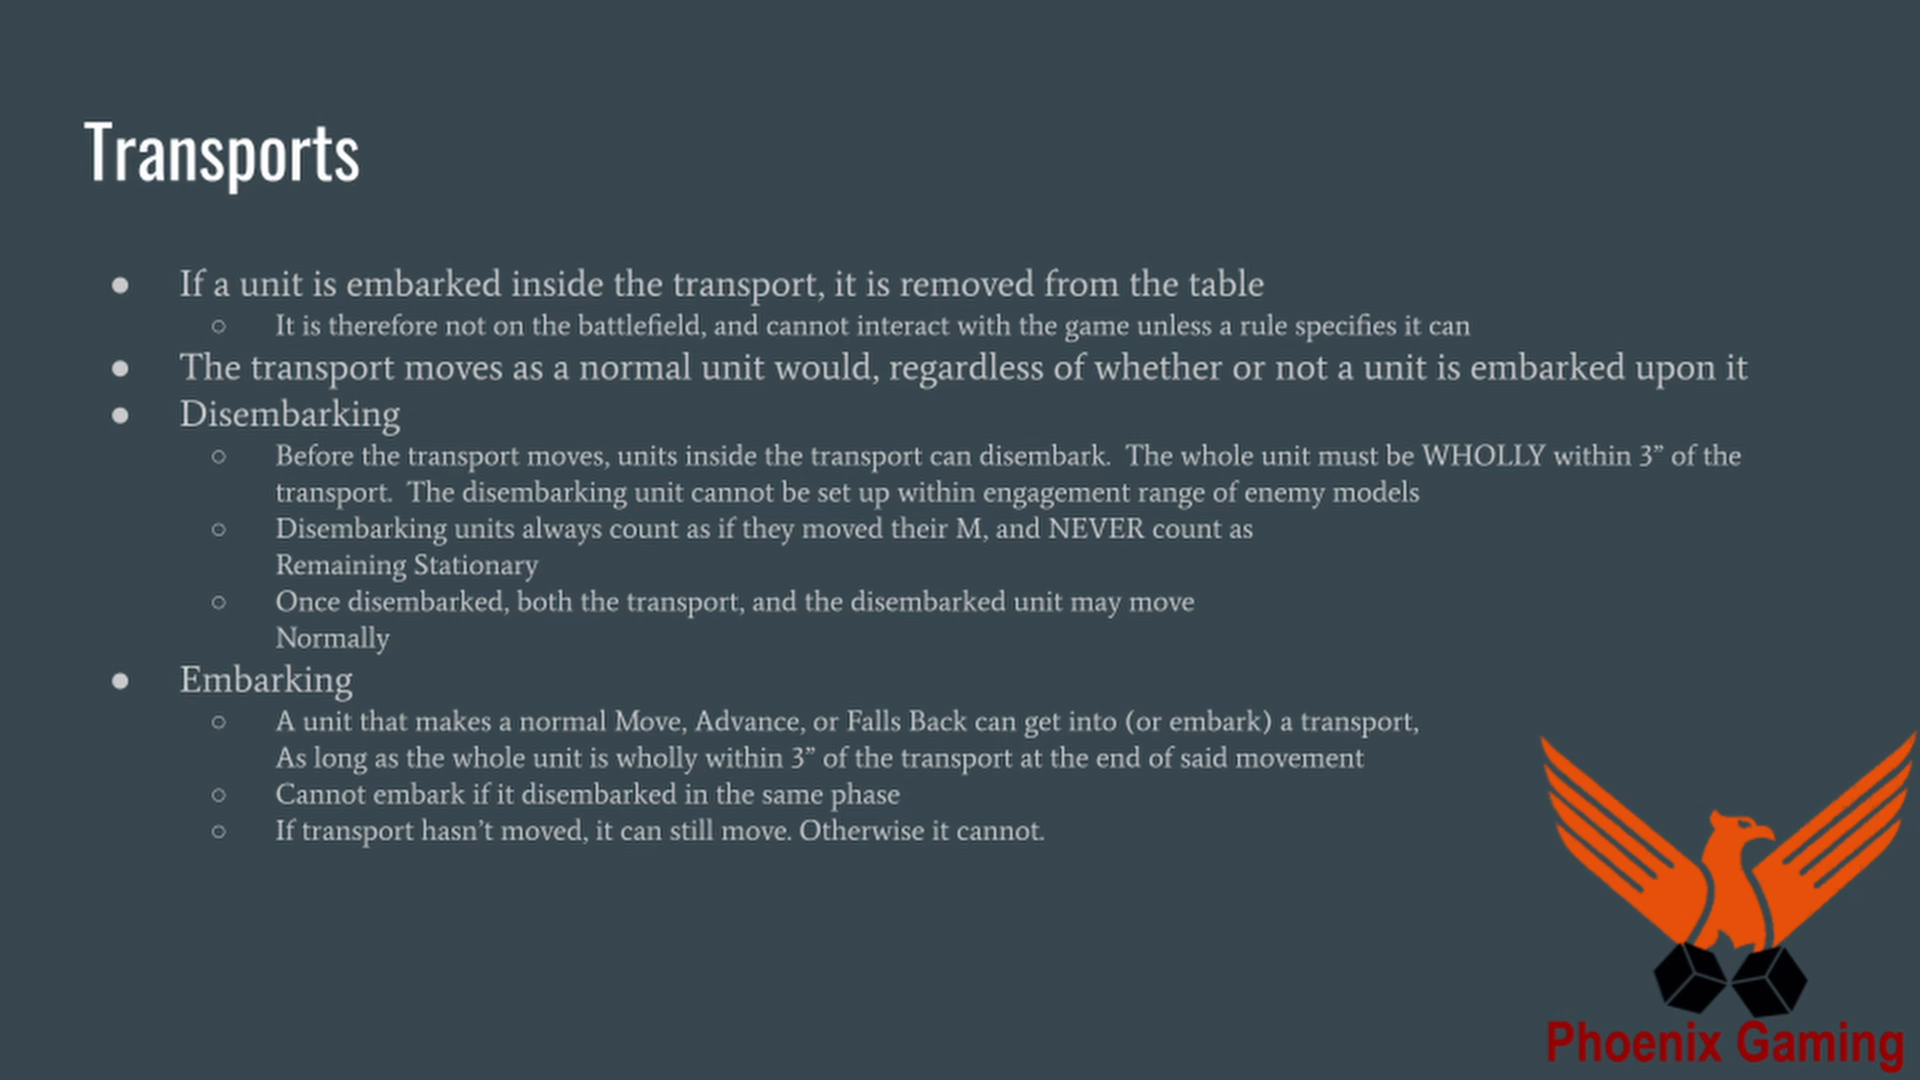 Transports
● If a unit is embarked inside the transport, it is removed from the table
○ It is therefore not on the battlefield, and cannot interact with the game unless a rule specifies it can
● The transport moves as a normal unit would, regardless of whether or not a unit is embarked upon it
● Disembarking
○ Before the transport moves, units inside the transport can disembark.  The whole unit must be WHOLLY within 3” of the
transport.  The disembarking unit cannot be set up within engagement range of enemy models
○ Disembarking units always count as if they moved their M, and NEVER count as
Remaining Stationary
○ Once disembarked, both the transport, and the disembarked unit may move
Normally
● Embarking
○ A unit that makes a normal Move, Advance, or Falls Back can get into (or embark) a transport,
As long as the whole unit is wholly within 3” of the transport at the end of said movement
○ Cannot embark if it disembarked in the same phase
○ If transport hasn’t moved, it can still move. Otherwise it cannot.
Phoenix Gaming